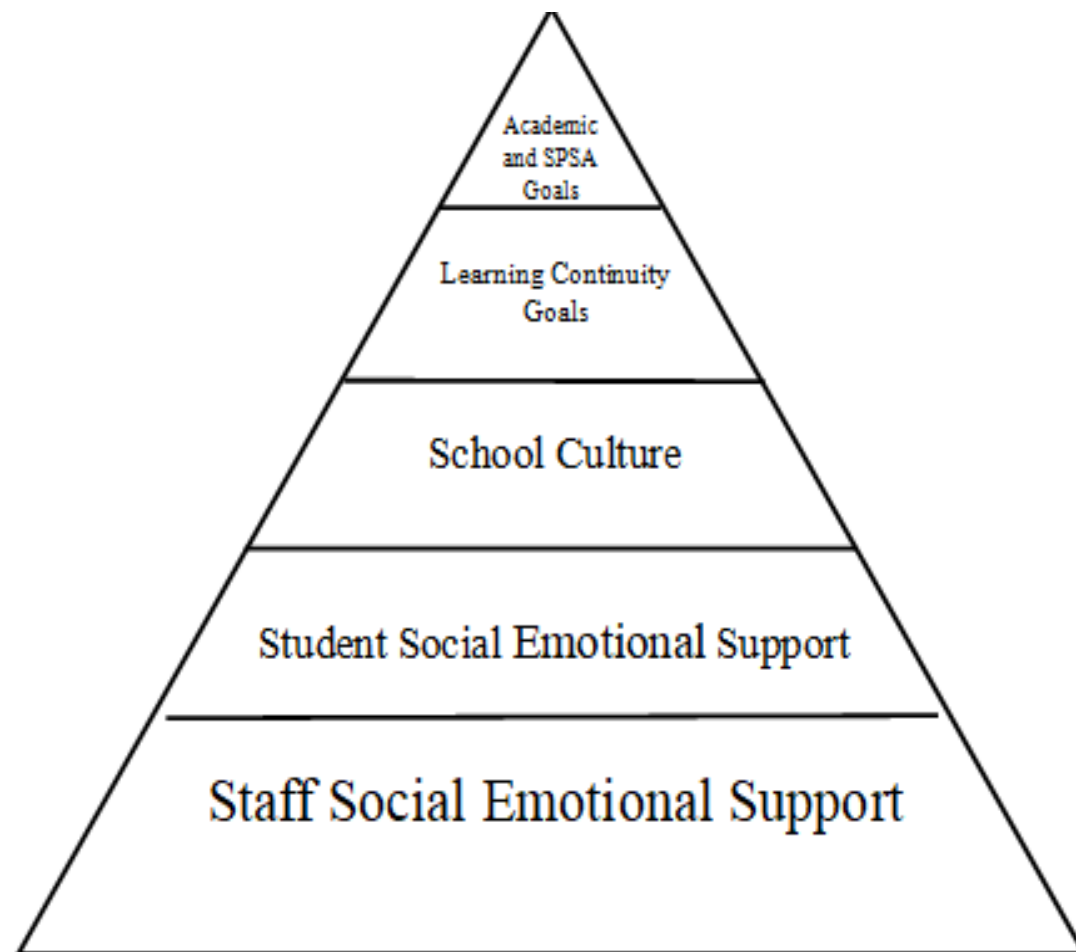 Academic
and SPSA
Goals
Learning Continuity
Goals
School Culture
Student Social Emotional Support
Staff Social Emotional Support